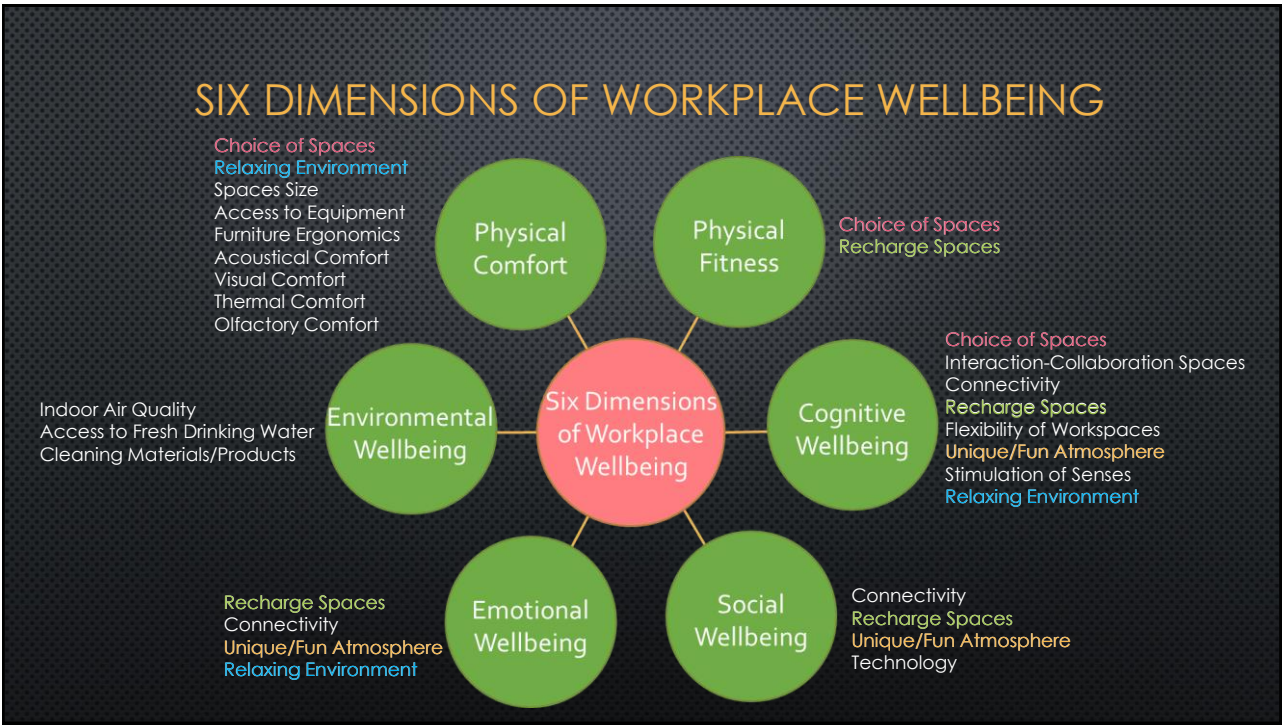 SIX DIMENSIONS OF WORKPLACE WELLBEING
Choice of Spaces
Relaxing Environment
Spaces Size
Access to Equipment
Furniture Ergonomics
Acoustical Comfort
Visual Comfort
Thermal Comfort
Olfactory Comfort
Physical
Comfort
Physical
Fitness
Choice of Spaces
Recharge Spaces
Indoor Air Quality
Access to Fresh Drinking Water
Cleaning Materials/Products
Environmental
Wellbeing
Six Dimensions
of Workplace
Wellbeing
Cognitive
Wellbeing
Choice of Spaces
Interaction-Collaboration Spaces
Connectivity
Recharge Spaces
Flexibility of Workspaces
Unique/Fun Atmosphere
Stimulation of Senses
Relaxing Environment
Recharge Spaces
Connectivity
Unique/Fun Atmosphere
Relaxing Environment
Emotional
Wellbeing
Social
Wellbeing
Connectivity
Recharge Spaces
Unique/Fun Atmosphere
Technology